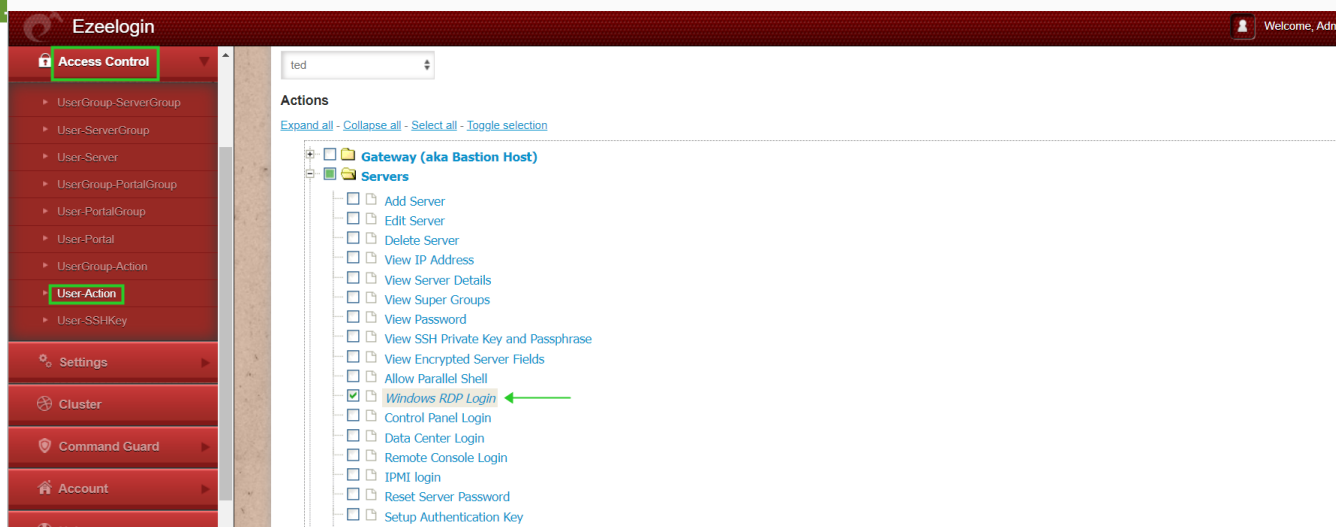 Ezeelogin
Welcome, Adm
Access Control
UserGroup-ServerGroup
User-ServerGroup
User-Server
UserGroup-PortalGroup
User-PortalGroup
User-Portal
UserGroup-Action
User-Action
User-SSHKey
Settings
Cluster
Command Guard
Account
ted
Actions
Expand all - Collapse all - Select all - Toggle selection
Gateway (aka Bastion Host)
Servers
Add Server
Edit Server
Delete Server
View IP Address
View Server Details
View Super Groups
View Password
View SSH Private Key and Passphrase
View Encrypted Server Fields
Allow Parallel Shell
Windows RDP Login
Control Panel Login
Data Center Login
Remote Console Login
IPMI login
Reset Server Password
Setup Authentication Key